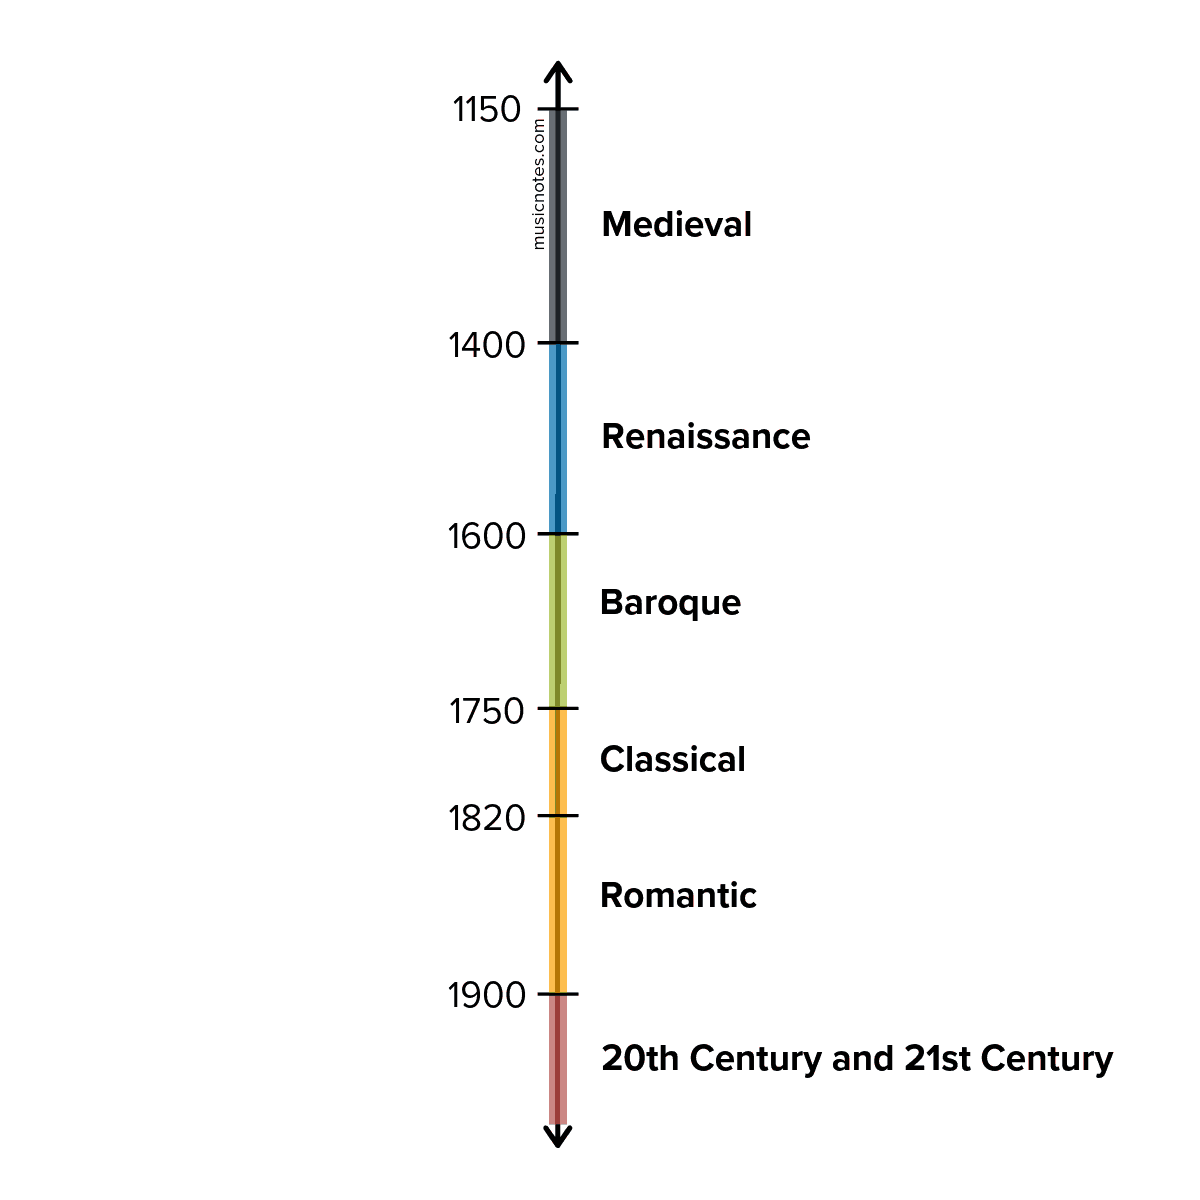 1150
musicnotes.com
Medieval
1400
Renaissance
1600
Baroque
1750
Classical
1820
Romantic
1900
20th Century and 21st Century